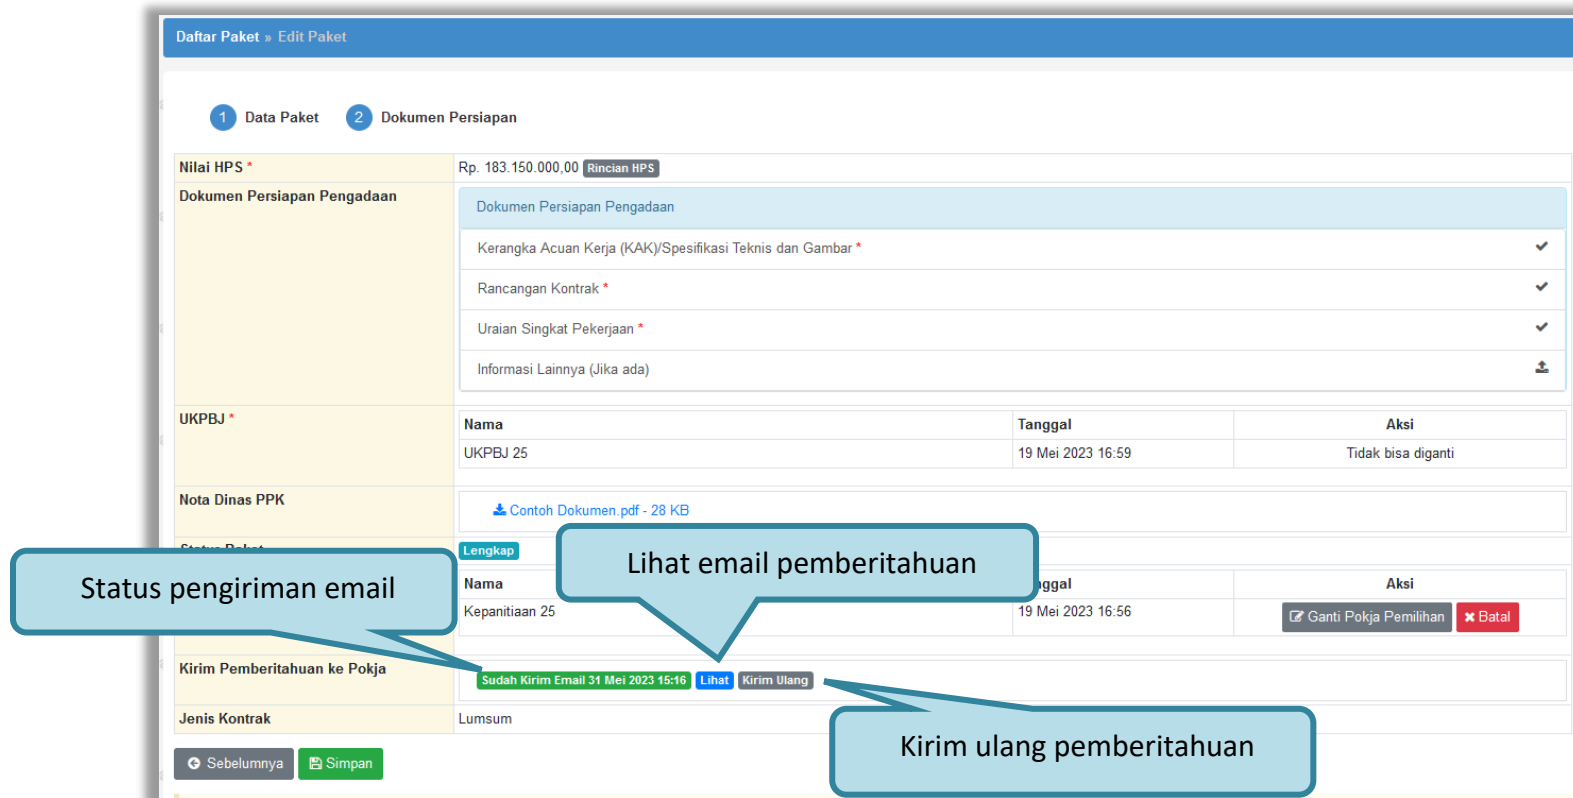 Daftar Paket » Edit Paket
1 Data Paket 2 Dokumen Persiapan
Nilai HPS * Rp. 183.150.000,00 Rincian HPS
Dokumen Persiapan Pengadaan
Dokumen Persiapan Pengadaan
Kerangka Acuan Kerja (KAK)/Spesifikasi Teknis dan Gambar *
Rancangan Kontrak *
Uraian Singkat Pekerjaan *
Informasi Lainnya (Jika ada)
UKPBJ *
Nama Tanggal Aksi
UKPBJ 25 19 Mei 2023 16:59 Tidak bisa diganti
Nota Dinas PPK
Contoh Dokumen.pdf - 28 KB
Status Paket Lengkap
Lihat email pemberitahuan
Status pengiriman email
Nama Tanggal Aksi
Kepanitiaan 25 19 Mei 2023 16:56 Ganti Pokja Pemilihan Batal
Kirim Pemberitahuan ke Pokja
Sudah Kirim Email 31 Mei 2023 15:16 Lihat Kirim Ulang
Jenis Kontrak Lumsum
Kirim ulang pemberitahuan
Sebelumnya Simpan